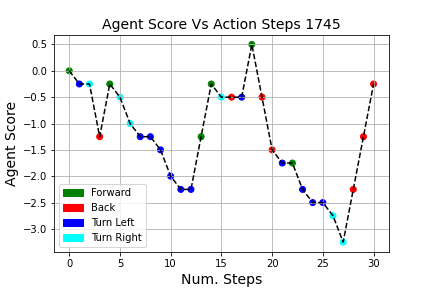 Agent Score Vs Action Steps 1745
Agent Score
0.5
0.0
−0.5
−1.0
−1.5
−2.0
−2.5
−3.0
Forward
Back
Turn Left
Turn Right
0 5 10 15 20 25 30
Num. Steps